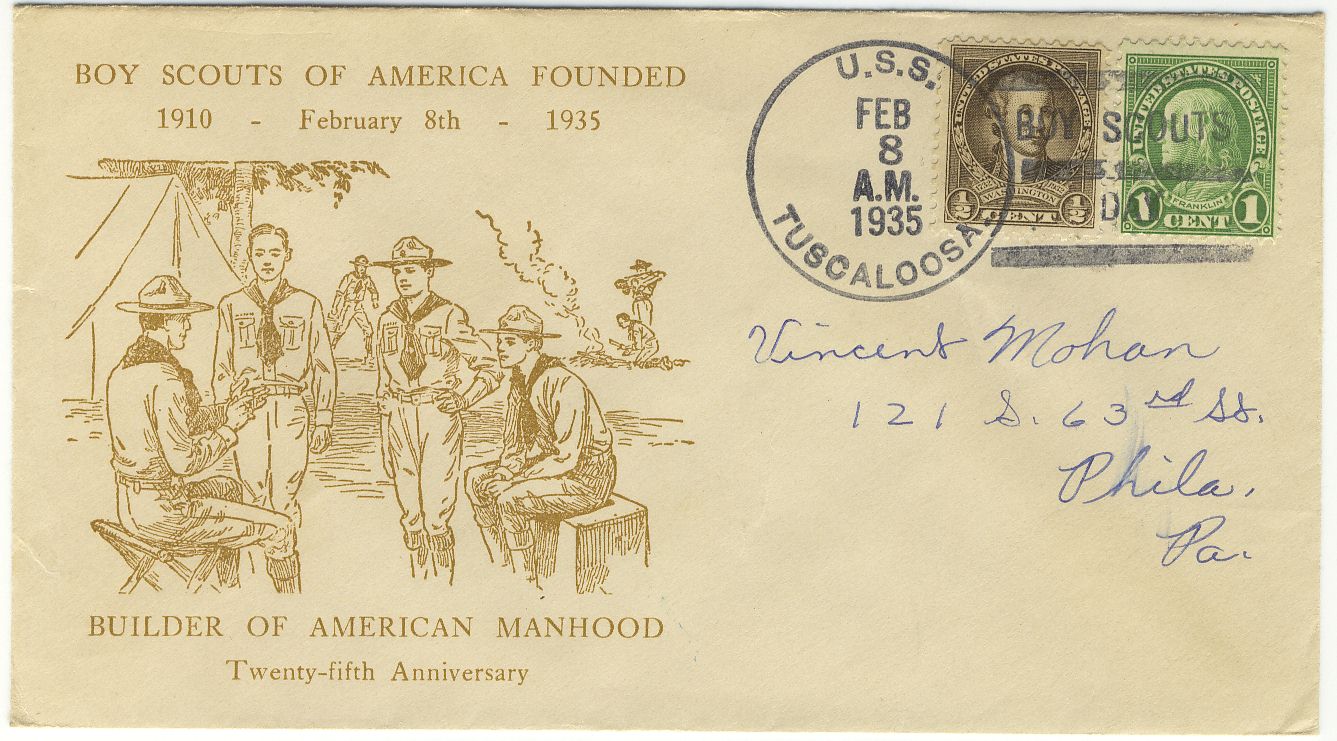 BOY SCOUTS OF AMERICA FOUNDED
1910 - February 8th - 1935
BUILDER OF AMERICAN MANHOOD
Twenty-fifth Anniversary
U.S.S.
FEB
8
A.M.
1935
TUSCALOOSA
BOY SCOUTS
DAY
UNITED STATES POSTAGE
WASHINGTON
½ CENT ½
UNITED STATES POSTAGE
FRANKLIN
1 CENT 1
Vincent Mohan
121 S. 63rd St.
Phila,
Pa.